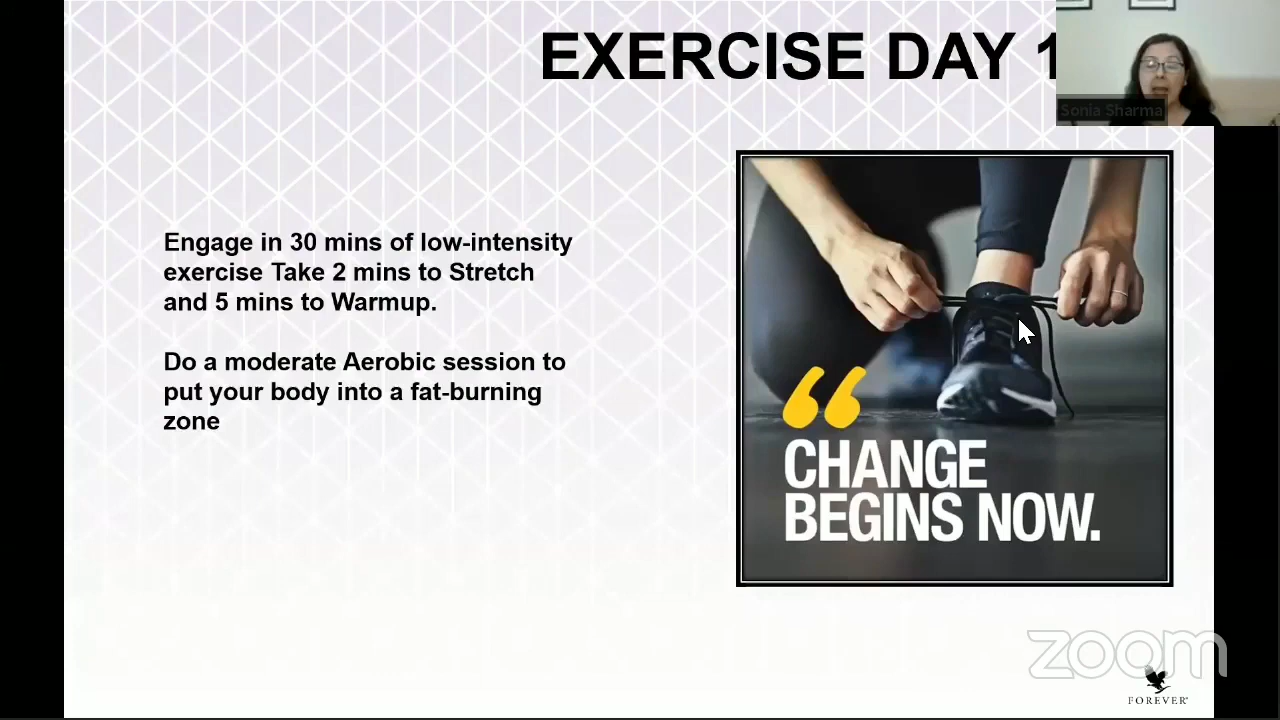 EXERCISE DAY 1
Sonia Sharma
Engage in 30 mins of low-intensity
exercise Take 2 mins to Stretch
and 5 mins to Warmup.
Do a moderate Aerobic session to
put your body into a fat-burning
zone
“
CHANGE
BEGINS NOW.
zoom
FOREVER